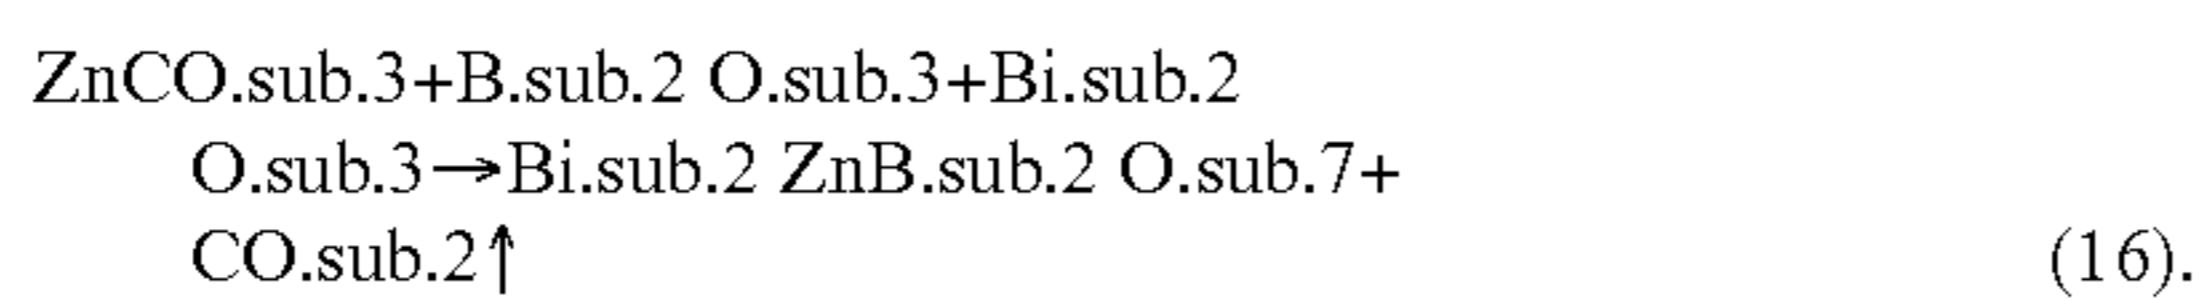 ZnCO.sub.3+B.sub.2 O.sub.3+Bi.sub.2
O.sub.3→Bi.sub.2 ZnB.sub.2 O.sub.7+
CO.sub.2↑ (16).